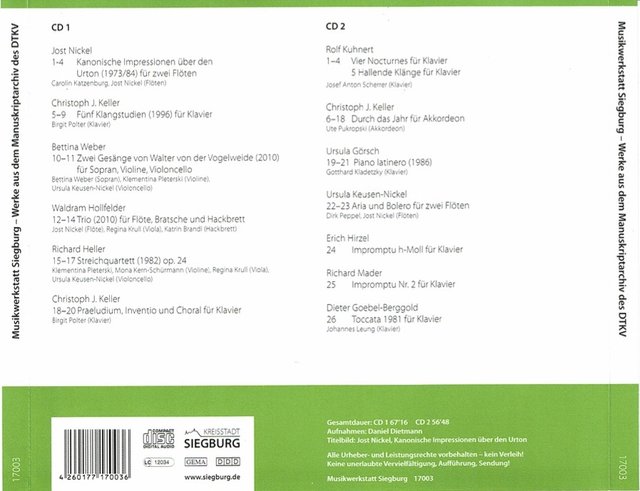 Musikwerkstatt Siegburg – Werke aus dem Manuskriptarchiv des DTKV
17003
CD 1
Jost Nickel
1-4 Kanonische Impressionen über den
Urton (1973/84) für zwei Flöten
Carolin Katzenburg, Jost Nickel (Flöten)
Christoph J. Keller
5–9 Fünf Klangstudien (1996) für Klavier
Birgit Polter (Klavier)
Bettina Weber
10–11 Zwei Gesänge von Walter von der Vogelweide (2010)
für Sopran, Violine, Violoncello
Bettina Weber (Sopran), Klementina Pleterski (Violine),
Ursula Keusen-Nickel (Violoncello)
Waldram Hollfelder
12–14 Trio (2010) für Flöte, Bratsche und Hackbrett
Jost Nickel (Flöte), Regina Krull (Viola), Katrin Brandi (Hackbrett)
Richard Heller
15–17 Streichquartett (1982) op. 24
Klementina Pleterski, Mona Kern-Schürmann (Violine), Regina Krull (Viola),
Ursula Keusen-Nickel (Violoncello)
Christoph J. Keller
18–20 Praeludium, Inventio und Choral für Klavier
Birgit Polter (Klavier)
CD 2
Rolf Kuhnert
1–4 Vier Nocturnes für Klavier
5 Hallende Klänge für Klavier
Josef Anton Scherrer (Klavier)
Christoph J. Keller
6–18 Durch das Jahr für Akkordeon
Ute Pukropski (Akkordeon)
Ursula Görsch
19–21 Piano latinero (1986)
Gotthard Kladetzky (Klavier)
Ursula Keusen-Nickel
22–23 Aria und Bolero für zwei Flöten
Dirk Peppel, Jost Nickel (Flöten)
Erich Hirzel
24 Impromptu h-Moll für Klavier
Richard Mader
25 Impromptu Nr. 2 für Klavier
Dieter Goebel-Berggold
26 Toccata 1981 für Klavier
Johannes Leung (Klavier)
4 260177 170036
COMPACT
disc
DIGITAL AUDIO
LC 12034
KREISSTADT
SIEGBURG
GEMA
DDD
www.siegburg.de
Gesamtdauer: CD 1 67'16 CD 2 56'48
Aufnahmen: Daniel Dietmann
Titelbild: Jost Nickel, Kanonische Impressionen über den Urton
Alle Urheber- und Leistungsrechte vorbehalten – kein Verleih!
Keine unerlaubte Vervielfältigung, Aufführung, Sendung!
Musikwerkstatt Siegburg 17003
Musikwerkstatt Siegburg – Werke aus dem Manuskriptarchiv des DTKV
17003